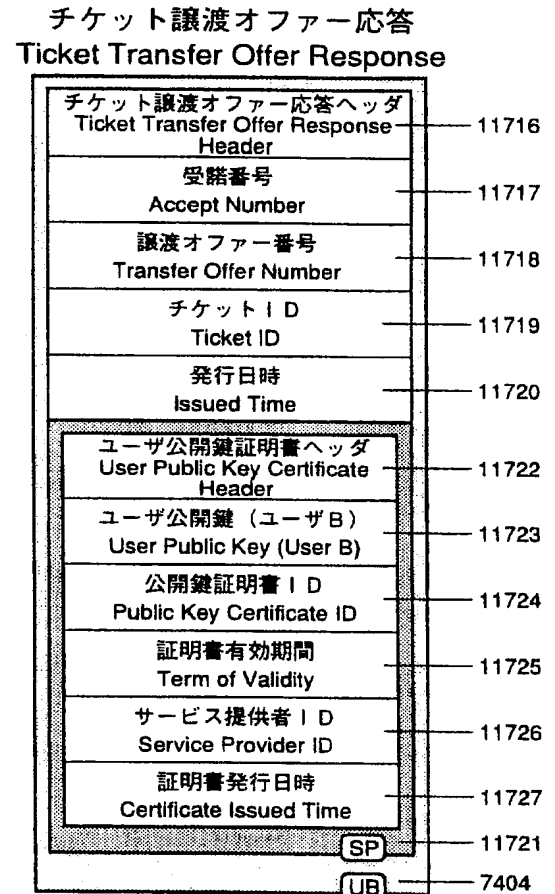 チケット譲渡オファー応答
Ticket Transfer Offer Response
チケット譲渡オファー応答ヘッダ
Ticket Transfer Offer Response
Header
11716
受諾番号
Accept Number
11717
譲渡オファー番号
Transfer Offer Number
11718
チケットID
Ticket ID
11719
発行日時
Issued Time
11720
ユーザ公開鍵証明書ヘッダ
User Public Key Certificate
Header
11722
ユーザ公開鍵（ユーザB）
User Public Key (User B)
11723
公開鍵証明書ID
Public Key Certificate ID
11724
証明書有効期間
Term of Validity
11725
サービス提供者ID
Service Provider ID
11726
証明書発行日時
Certificate Issued Time
11727
SP
11721
UB
7404